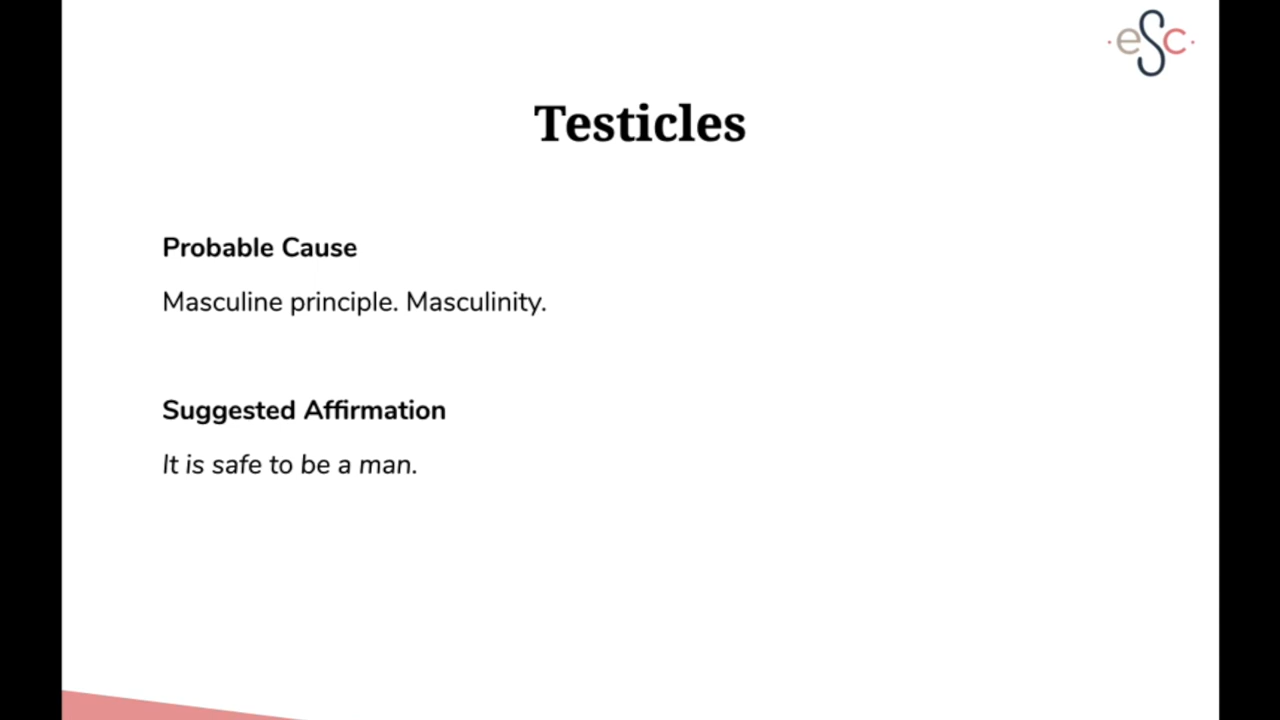 eSc
Testicles
Probable Cause
Masculine principle. Masculinity.
Suggested Affirmation
It is safe to be a man.